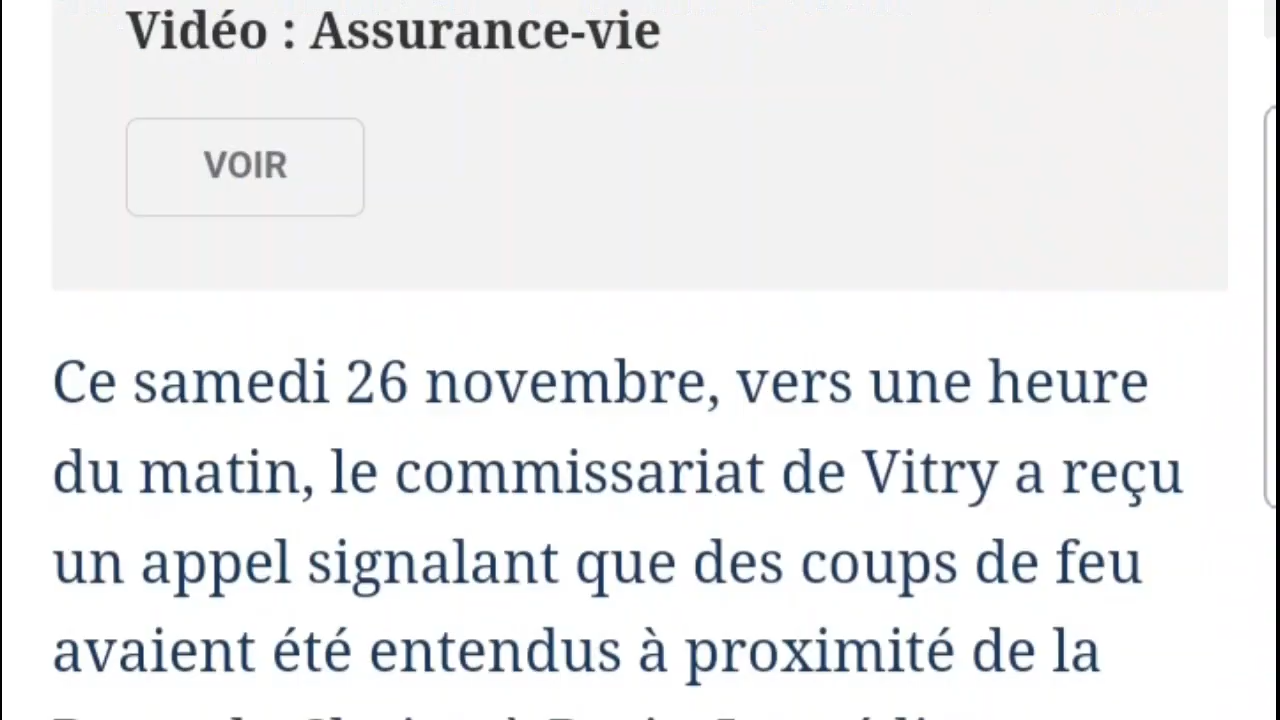 Vidéo : Assurance-vie
VOIR
Ce samedi 26 novembre, vers une heure
du matin, le commissariat de Vitry a reçu
un appel signalant que des coups de feu
avaient été entendus à proximité de la